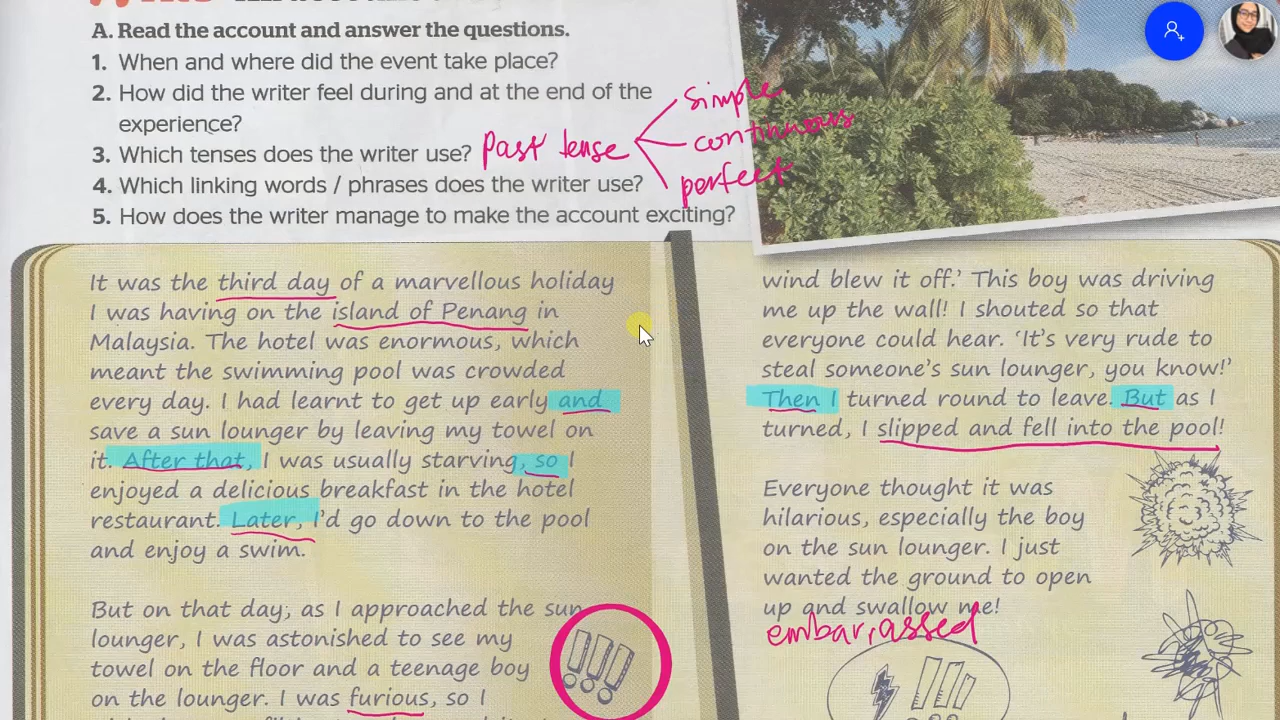 A. Read the account and answer the questions.
1. When and where did the event take place?
2. How did the writer feel during and at the end of the
experience?
3. Which tenses does the writer use? Past tense
simple
continuous
perfect
4. Which linking words / phrases does the writer use?
5. How does the writer manage to make the account exciting?
It was the third day of a marvellous holiday
I was having on the island of Penang in
Malaysia. The hotel was enormous, which
meant the swimming pool was crowded
every day. I had learnt to get up early and
save a sun lounger by leaving my towel on
it. After that, I was usually starving, so I
enjoyed a delicious breakfast in the hotel
restaurant. Later, I'd go down to the pool
and enjoy a swim.
But on that day, as I approached the sun
lounger, I was astonished to see my
towel on the floor and a teenage boy
on the lounger. I was furious, so I
wind blew it off.' This boy was driving
me up the wall! I shouted so that
everyone could hear. 'It's very rude to
steal someone's sun lounger, you know!'
Then I turned round to leave. But as I
turned, I slipped and fell into the pool!
Everyone thought it was
hilarious, especially the boy
on the sun lounger. I just
wanted the ground to open
up and swallow me!
embarrassed